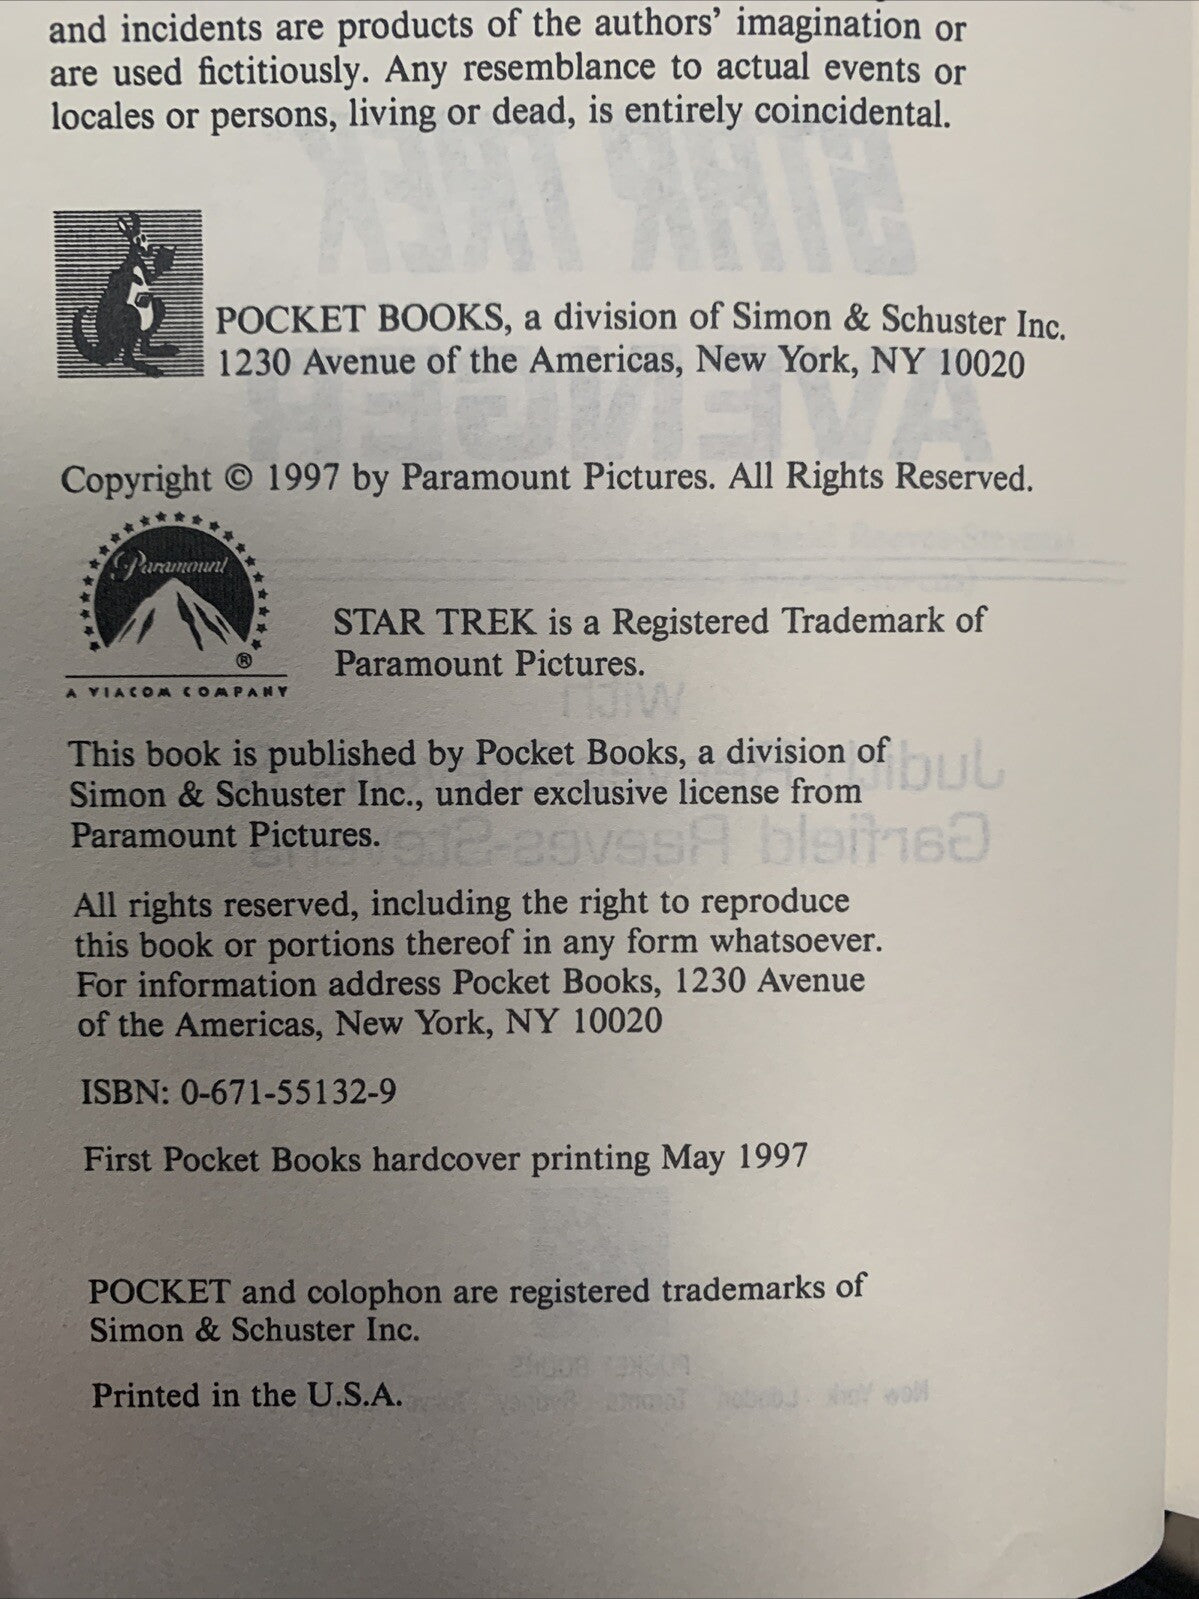 and incidents are products of the authors' imagination or
are used fictitiously. Any resemblance to actual events or
locales or persons, living or dead, is entirely coincidental.
POCKET BOOKS, a division of Simon & Schuster Inc.
1230 Avenue of the Americas, New York, NY 10020
Copyright © 1997 by Paramount Pictures. All Rights Reserved.
Paramount
®
A VIACOM COMPANY
STAR TREK is a Registered Trademark of
Paramount Pictures.
This book is published by Pocket Books, a division of
Simon & Schuster Inc., under exclusive license from
Paramount Pictures.
All rights reserved, including the right to reproduce
this book or portions thereof in any form whatsoever.
For information address Pocket Books, 1230 Avenue
of the Americas, New York, NY 10020
ISBN: 0-671-55132-9
First Pocket Books hardcover printing May 1997
POCKET and colophon are registered trademarks of
Simon & Schuster Inc.
Printed in the U.S.A.